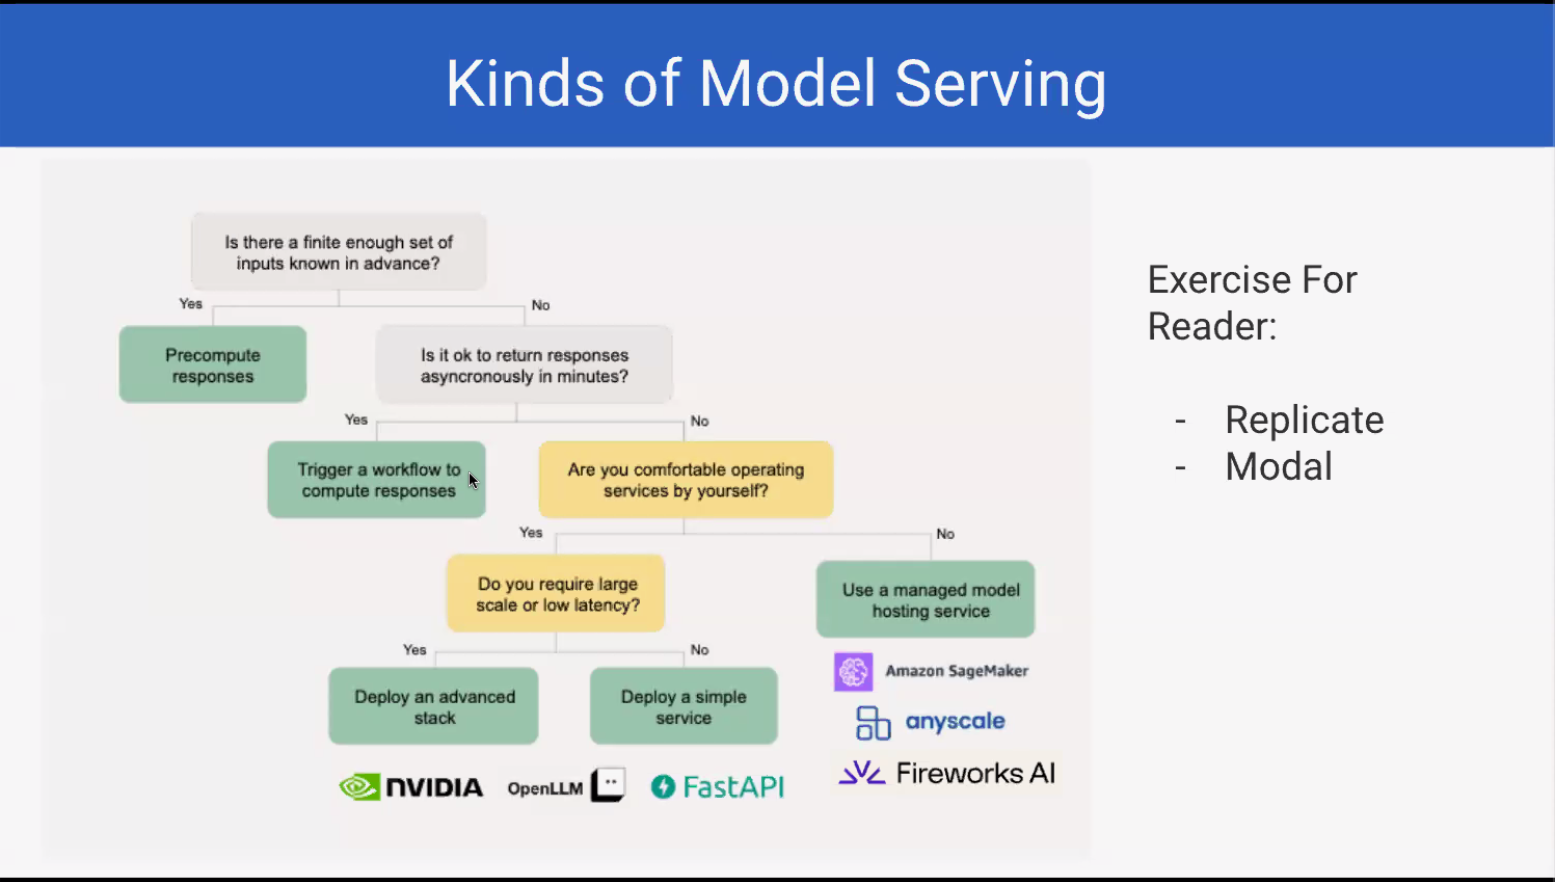 Kinds of Model Serving
Is there a finite enough set of
inputs known in advance?
Yes
No
Precompute
responses
Is it ok to return responses
asyncronously in minutes?
Yes
No
Trigger a workflow to
compute responses
Are you comfortable operating
services by yourself?
Yes
No
Do you require large
scale or low latency?
Use a managed model
hosting service
Yes
No
Deploy an advanced
stack
Deploy a simple
service
Amazon SageMaker
anyscale
Fireworks AI
NVIDIA
OpenLLM
FastAPI
Exercise For
Reader:
- Replicate
- Modal